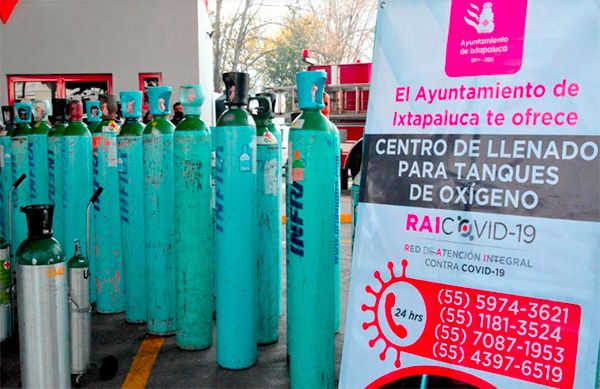 Ayuntamiento de
Ixtapaluca
El Ayuntamiento de
Ixtapaluca te ofrece
CENTRO DE LLENADO
PARA TANQUES
DE OXÍGENO
RAICOVID-19
RED DE ATENCIÓN INTEGRAL
CONTRA COVID-19
24 hrs
(55) 5974-3621
(55) 1181-3524
(55) 7087-1953
(55) 4397-6519
INFRA
INFRA
INFRA
INFRA